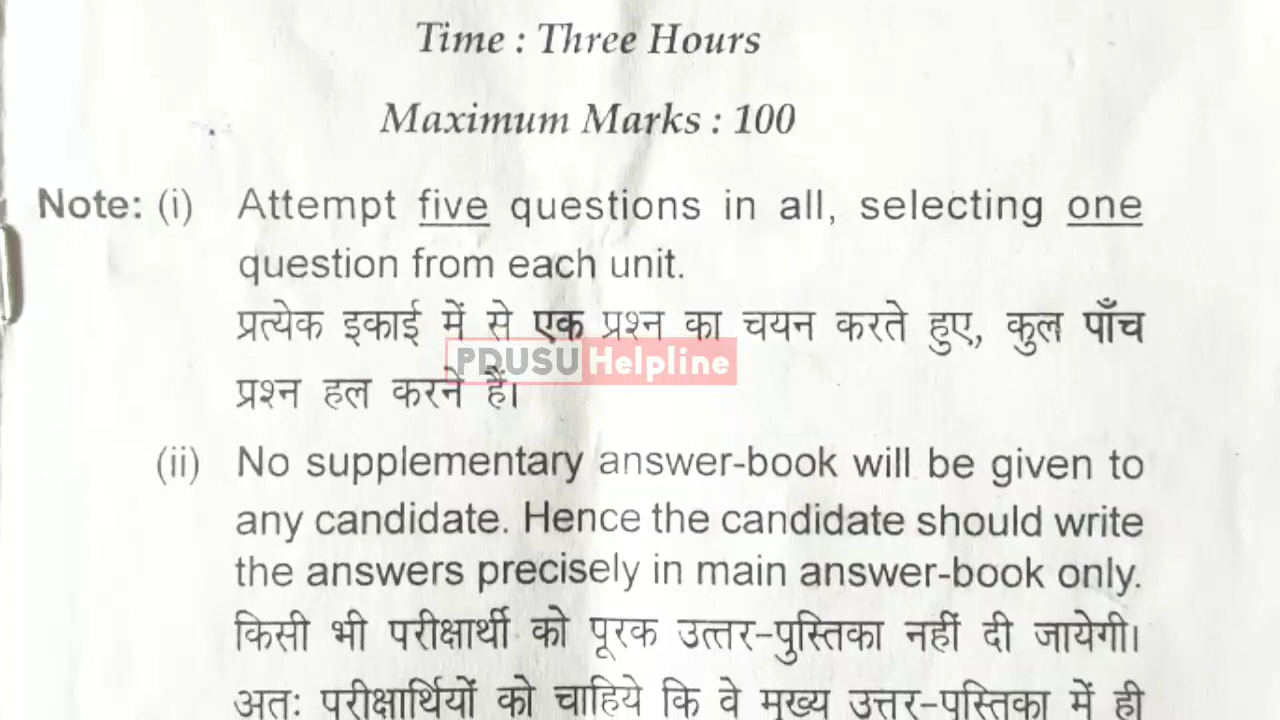 Time : Three Hours
Maximum Marks : 100
Note: (i) Attempt five questions in all, selecting one
question from each unit.
प्रत्येक इकाई में से एक प्रश्न का चयन करते हुए, कुल पाँच
PDUSU Helpline
प्रश्न हल करने हैं।
(ii) No supplementary answer-book will be given to
any candidate. Hence the candidate should write
the answers precisely in main answer-book only.
किसी भी परीक्षार्थी को पूरक उत्तर-पुस्तिका नहीं दी जायेगी।
अतः परीक्षार्थियों को चाहिये कि वे मुख्य उत्तर-पुस्तिका में ही